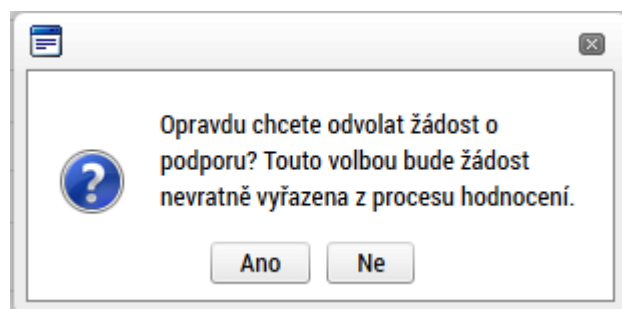 Opravdu chcete odvolat žádost o
podporu? Touto volbou bude žádost
nevratně vyřazena z procesu hodnocení.
Ano Ne